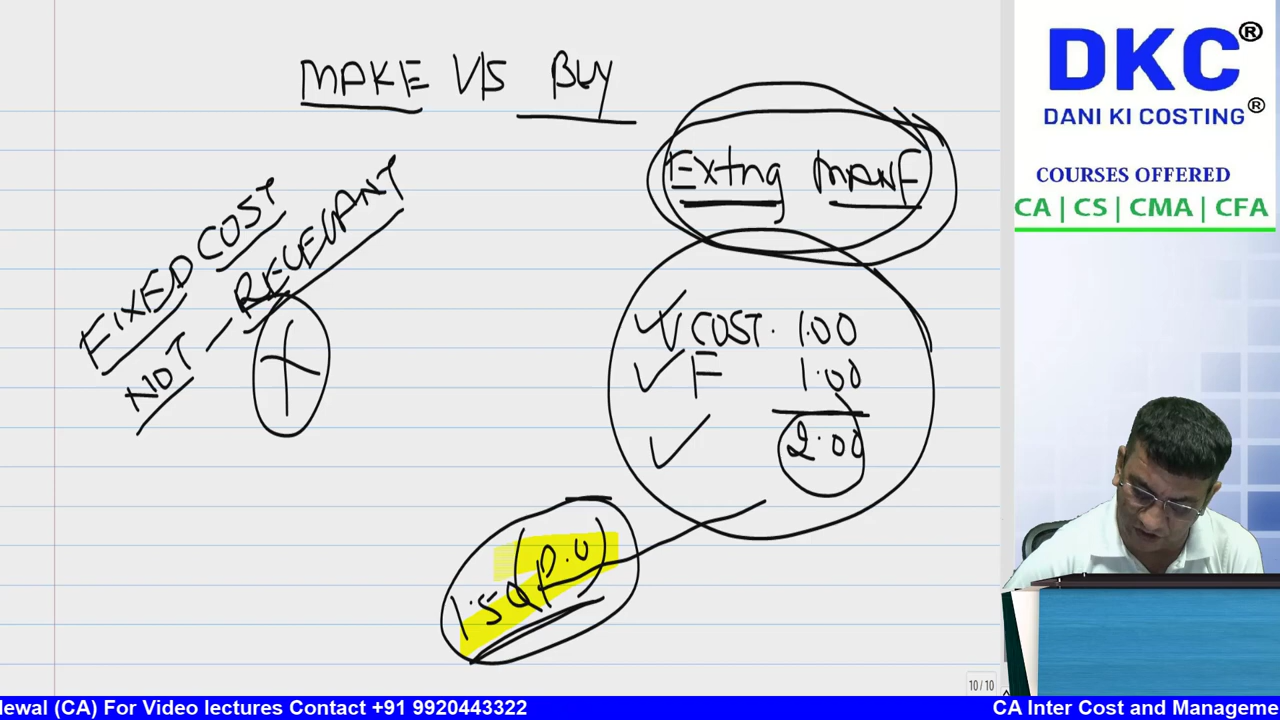 MAKE V/S BUY
Extng MANF
FIXED COST
NOT - RELEVANT
V COST. 1.00
F 1.00
2.00
1.50 (P.U)
10/10
DKC®
DANI KI COSTING®
COURSES OFFERED
CA | CS | CMA | CFA
lewal (CA) For Video lectures Contact +91 9920443322
CA Inter Cost and Manageme